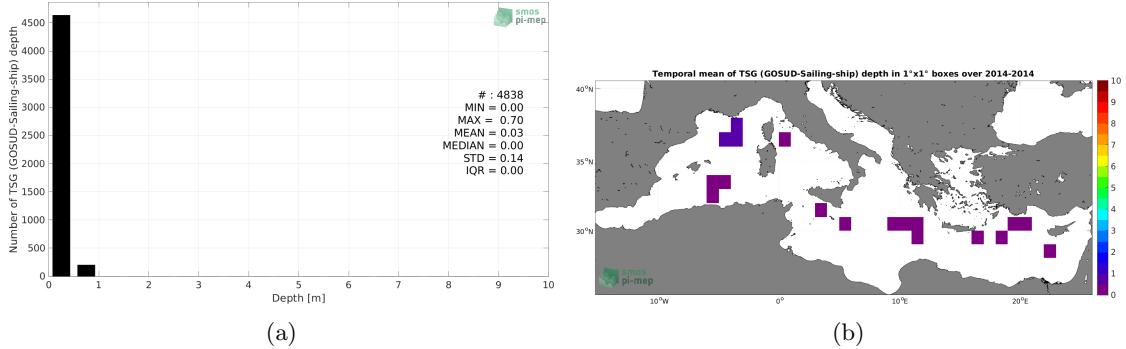 smos
pi-mep
4500
4000
3500
3000
2500
2000
1500
1000
500
0
Number of TSG (GOSUD-Sailing-ship) depth
# : 4838
MIN = 0.00
MAX = 0.70
MEAN = 0.03
MEDIAN = 0.00
STD = 0.14
IQR = 0.00
0 1 2 3 4 5 6 7 8 9 10
Depth [m]
(a)
Temporal mean of TSG (GOSUD-Sailing-ship) depth in 1°x1° boxes over 2014-2014
40°N
35°N
30°N
10°W 0° 10°E 20°E
10
9
8
7
6
5
4
3
2
1
0
smos
pi-mep
(b)